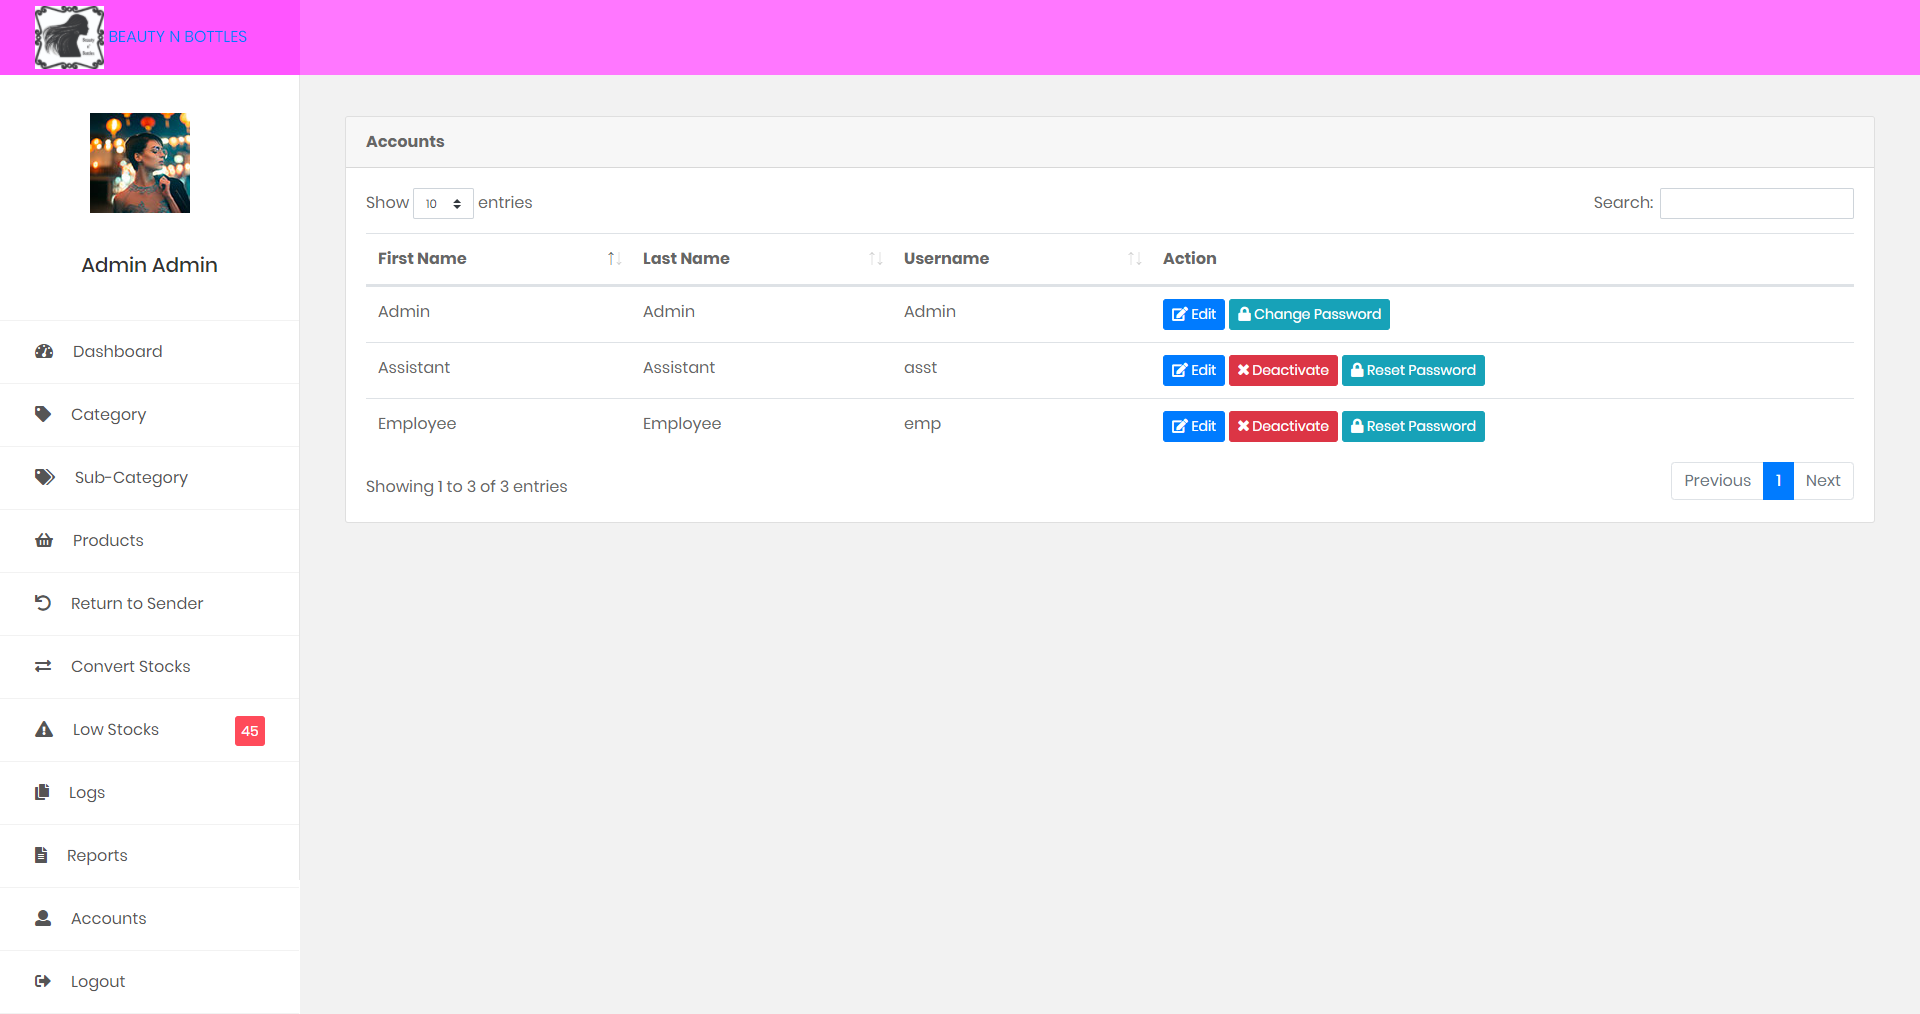 BEAUTY N BOTTLES
Admin Admin
Dashboard
Category
Sub-Category
Products
Return to Sender
Convert Stocks
Low Stocks 45
Logs
Reports
Accounts
Logout
Accounts
Show 10 entries Search:
First Name Last Name Username Action
Admin Admin Admin Edit Change Password
Assistant Assistant asst Edit Deactivate Reset Password
Employee Employee emp Edit Deactivate Reset Password
Showing 1 to 3 of 3 entries Previous 1 Next